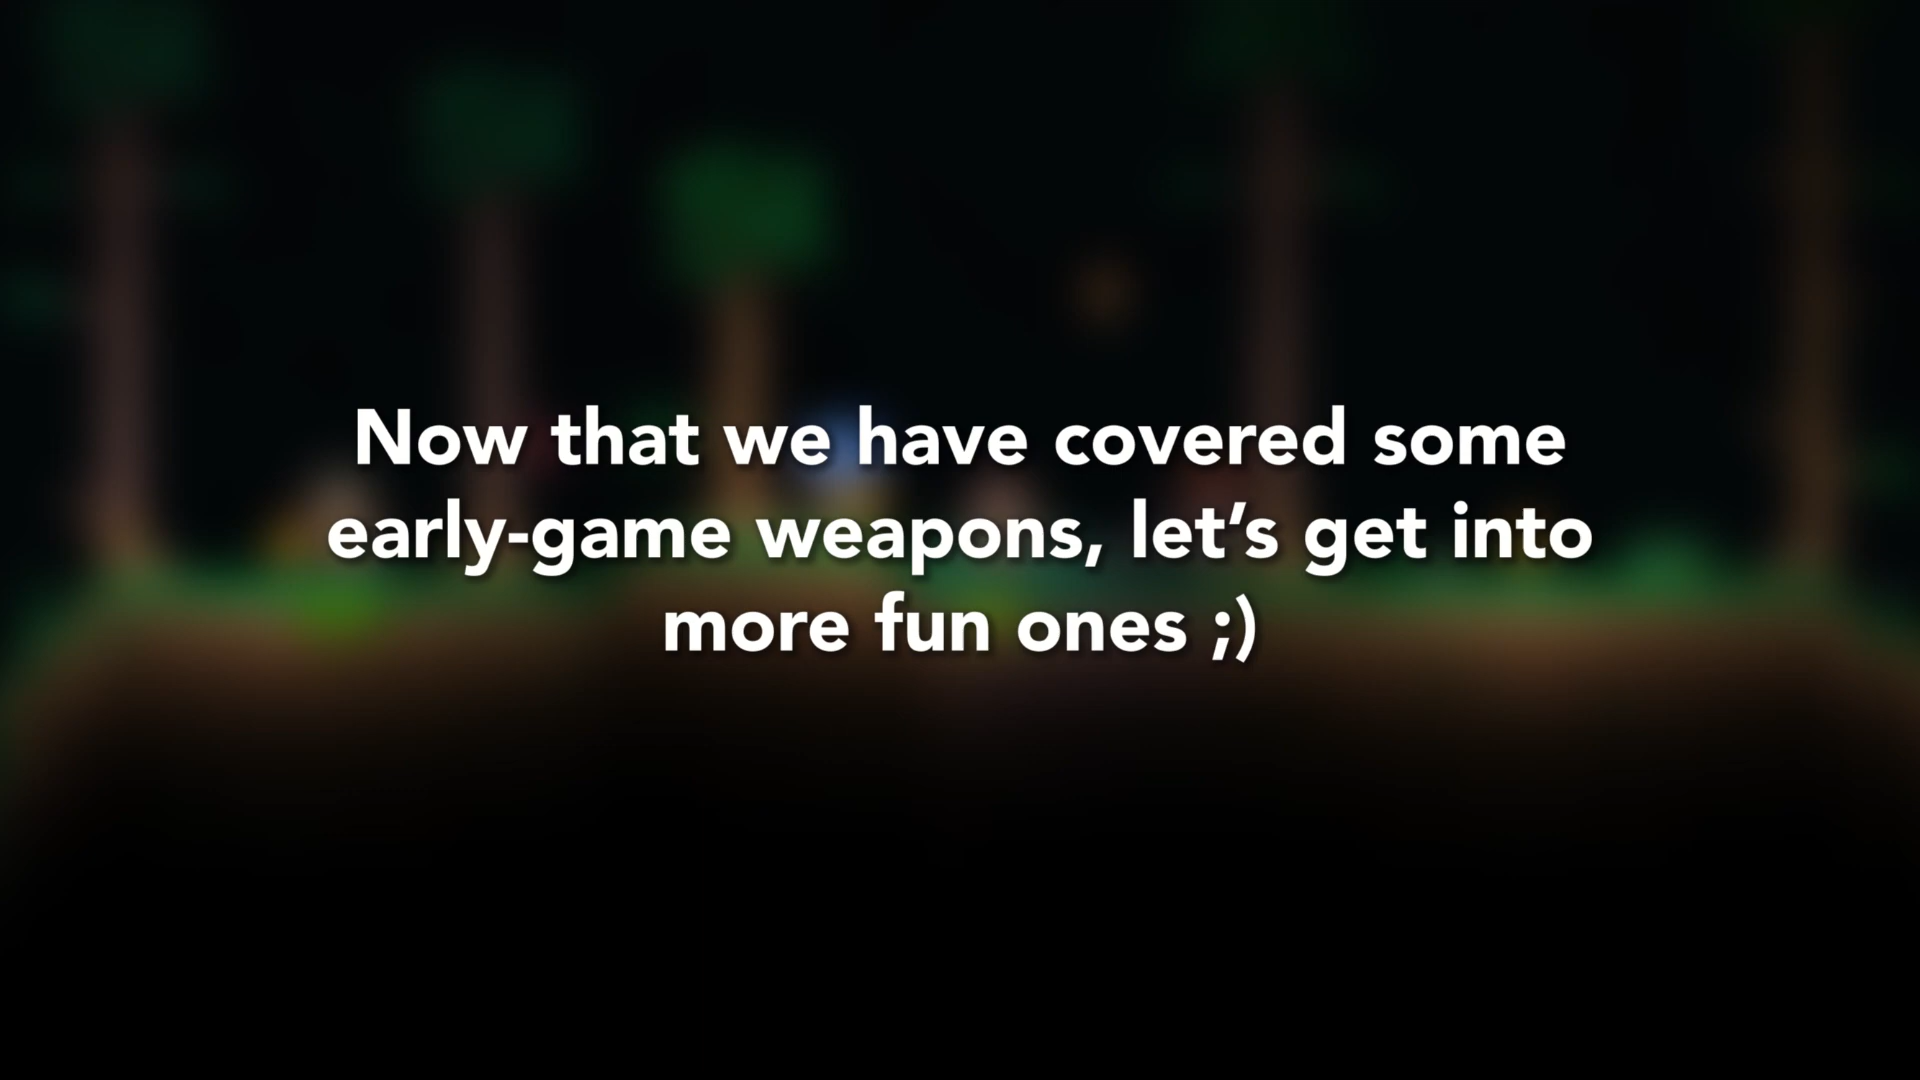 Now that we have covered some
early-game weapons, let’s get into
more fun ones ;)